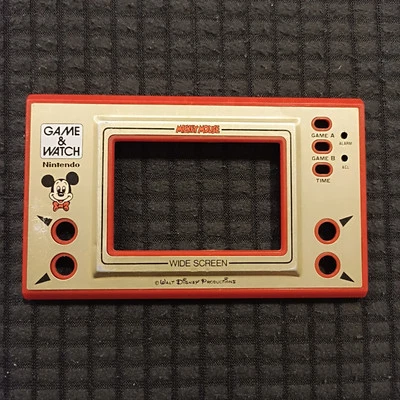 MICKEY MOUSE
GAME
&
WATCH
Nintendo
GAME A
ALARM
GAME B
ACL
TIME
WIDE SCREEN
© WALT DISNEY PRODUCTIONS